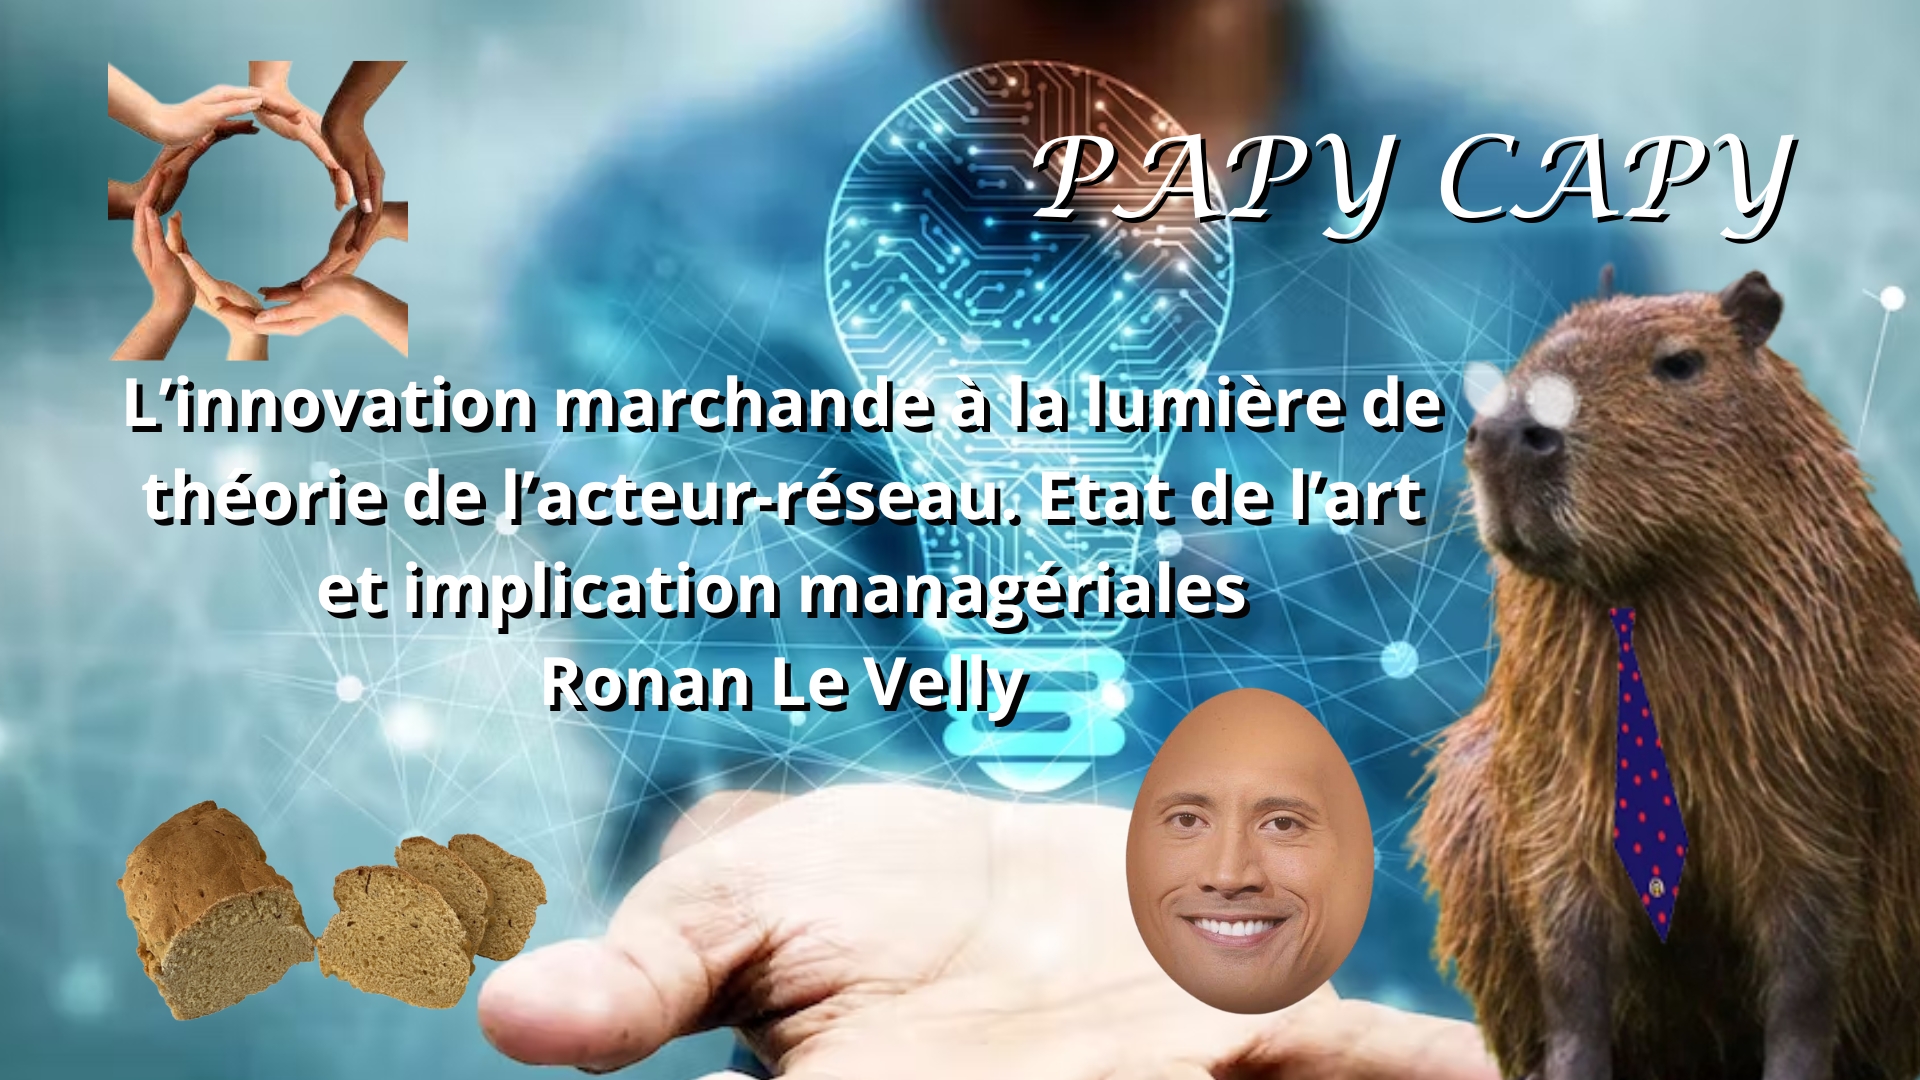 PAPY CAPY
L’innovation marchande à la lumière de
théorie de l’acteur-réseau. Etat de l’art
et implication managériales
Ronan Le Velly